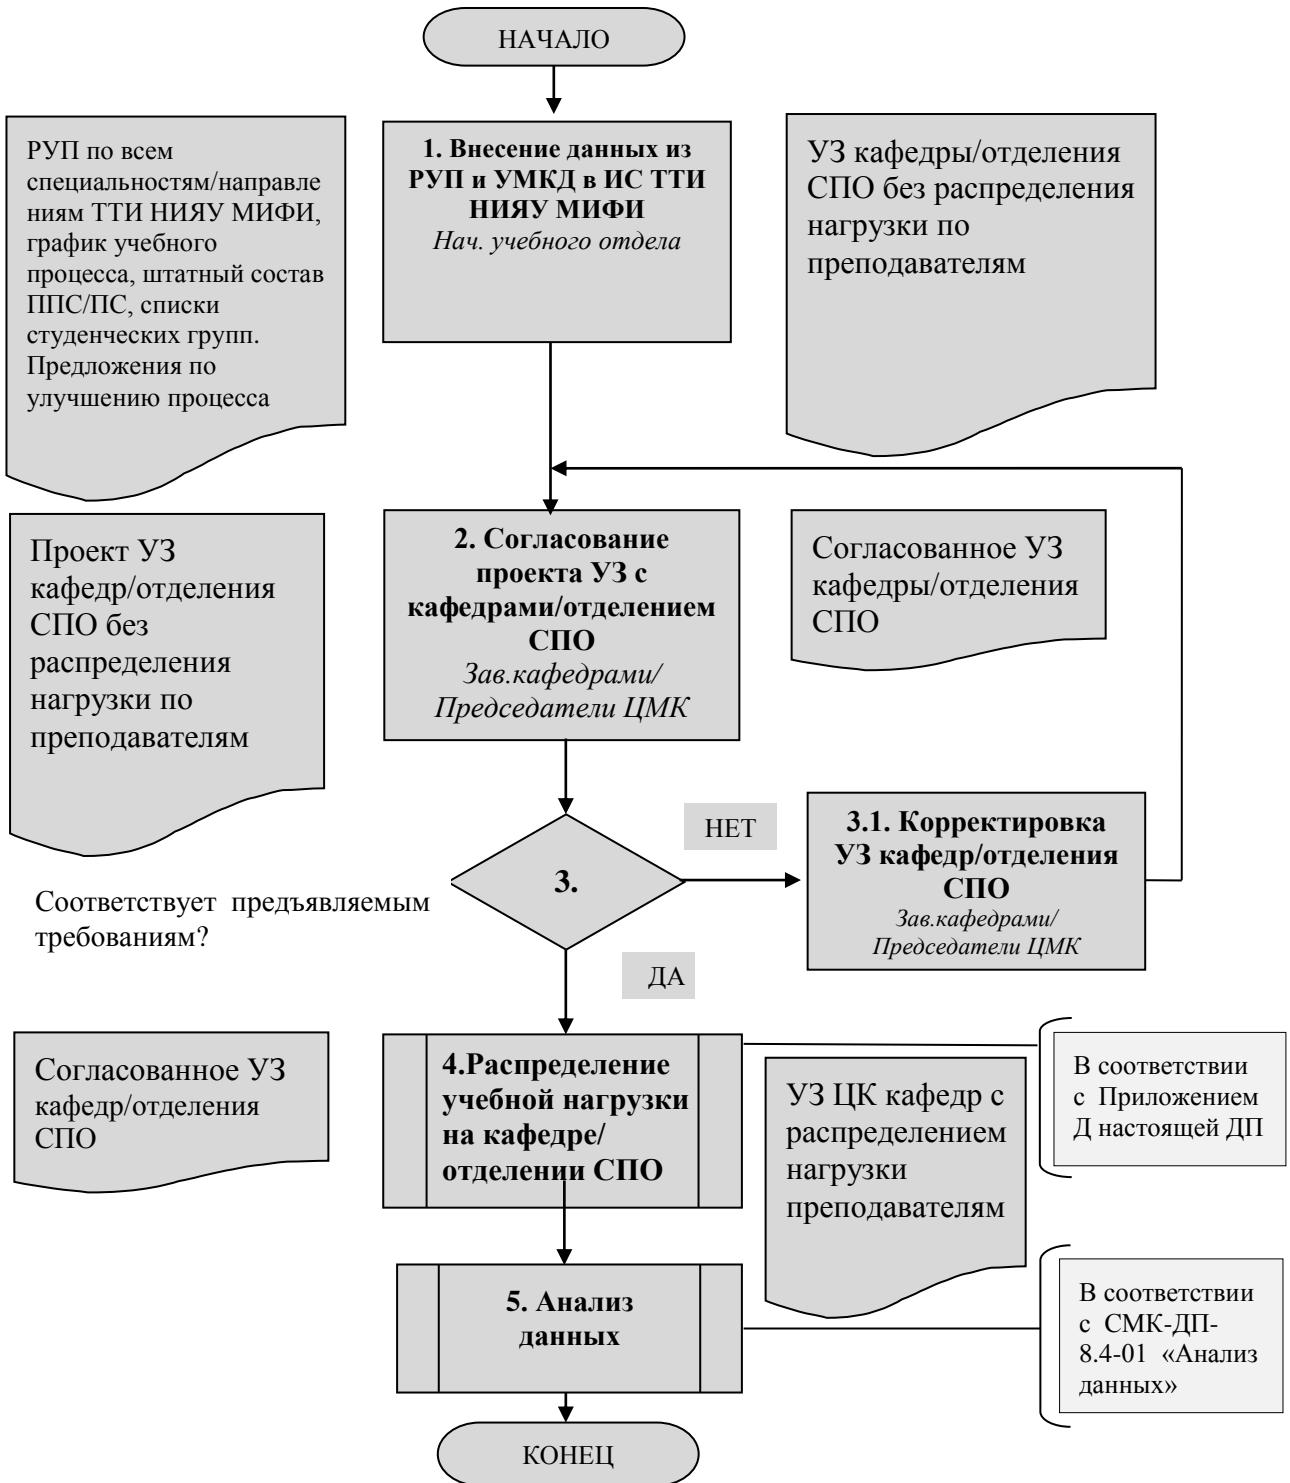 НАЧАЛО
РУП по всем
специальностям/направле
ниям ТТИ НИЯУ МИФИ,
график учебного
процесса, штатный состав
ППС/ПС, списки
студенческих групп.
Предложения по
улучшению процесса
1. Внесение данных из
РУП и УМКД в ИС ТТИ
НИЯУ МИФИ
Нач. учебного отдела
УЗ кафедры/отделения
СПО без распределения
нагрузки по
преподавателям
Проект УЗ
кафедр/отделения
СПО без
распределения
нагрузки по
преподавателям
2. Согласование
проекта УЗ с
кафедрами/отделением
СПО
Зав.кафедрами/
Председатели ЦМК
Согласованное УЗ
кафедры/отделения
СПО
Соответствует предъявляемым
требованиям?
3.
НЕТ
3.1. Корректировка
УЗ кафедр/отделения
СПО
Зав.кафедрами/
Председатели ЦМК
ДА
Согласованное УЗ
кафедр/отделения
СПО
4.Распределение
учебной нагрузки
на кафедре/
отделении СПО
УЗ ЦК кафедр с
распределением
нагрузки
преподавателям
В соответствии
с Приложением
Д настоящей ДП
5. Анализ
данных
В соответствии
с СМК-ДП-
8.4-01 «Анализ
данных»
КОНЕЦ